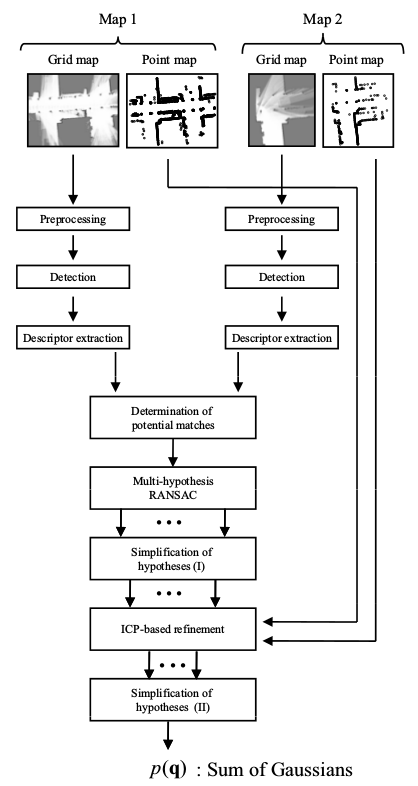 Map 1
Map 2
Grid map
Point map
Grid map
Point map
Preprocessing
Preprocessing
Detection
Detection
Descriptor extraction
Descriptor extraction
Determination of
potential matches
Multi-hypothesis
RANSAC
• • •
Simplification of
hypotheses (I)
• • •
ICP-based refinement
• • •
Simplification of
hypotheses (II)
p(q) : Sum of Gaussians